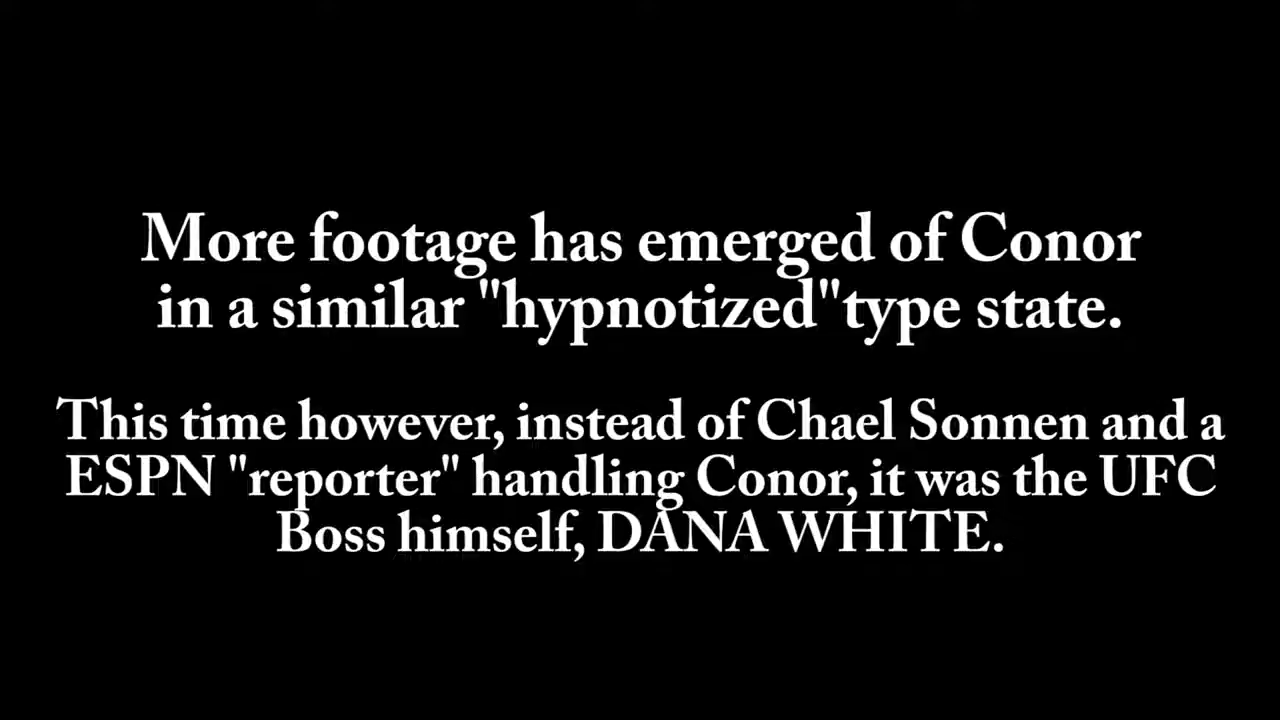 More footage has emerged of Conor
in a similar "hypnotized"type state.
This time however, instead of Chael Sonnen and a
ESPN "reporter" handling Conor, it was the UFC
Boss himself, DANA WHITE.